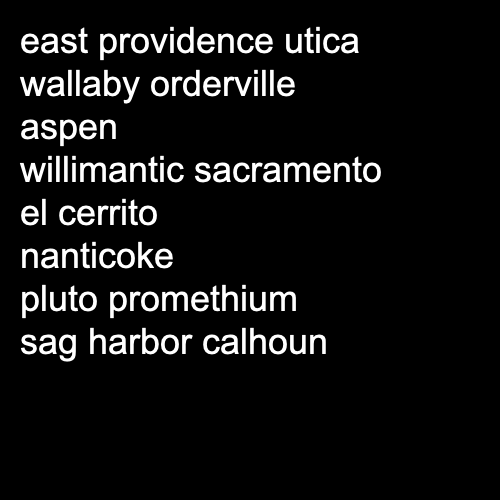 east providence utica
wallaby orderville
aspen
willimantic sacramento
el cerrito
nanticoke
pluto promethium
sag harbor calhoun